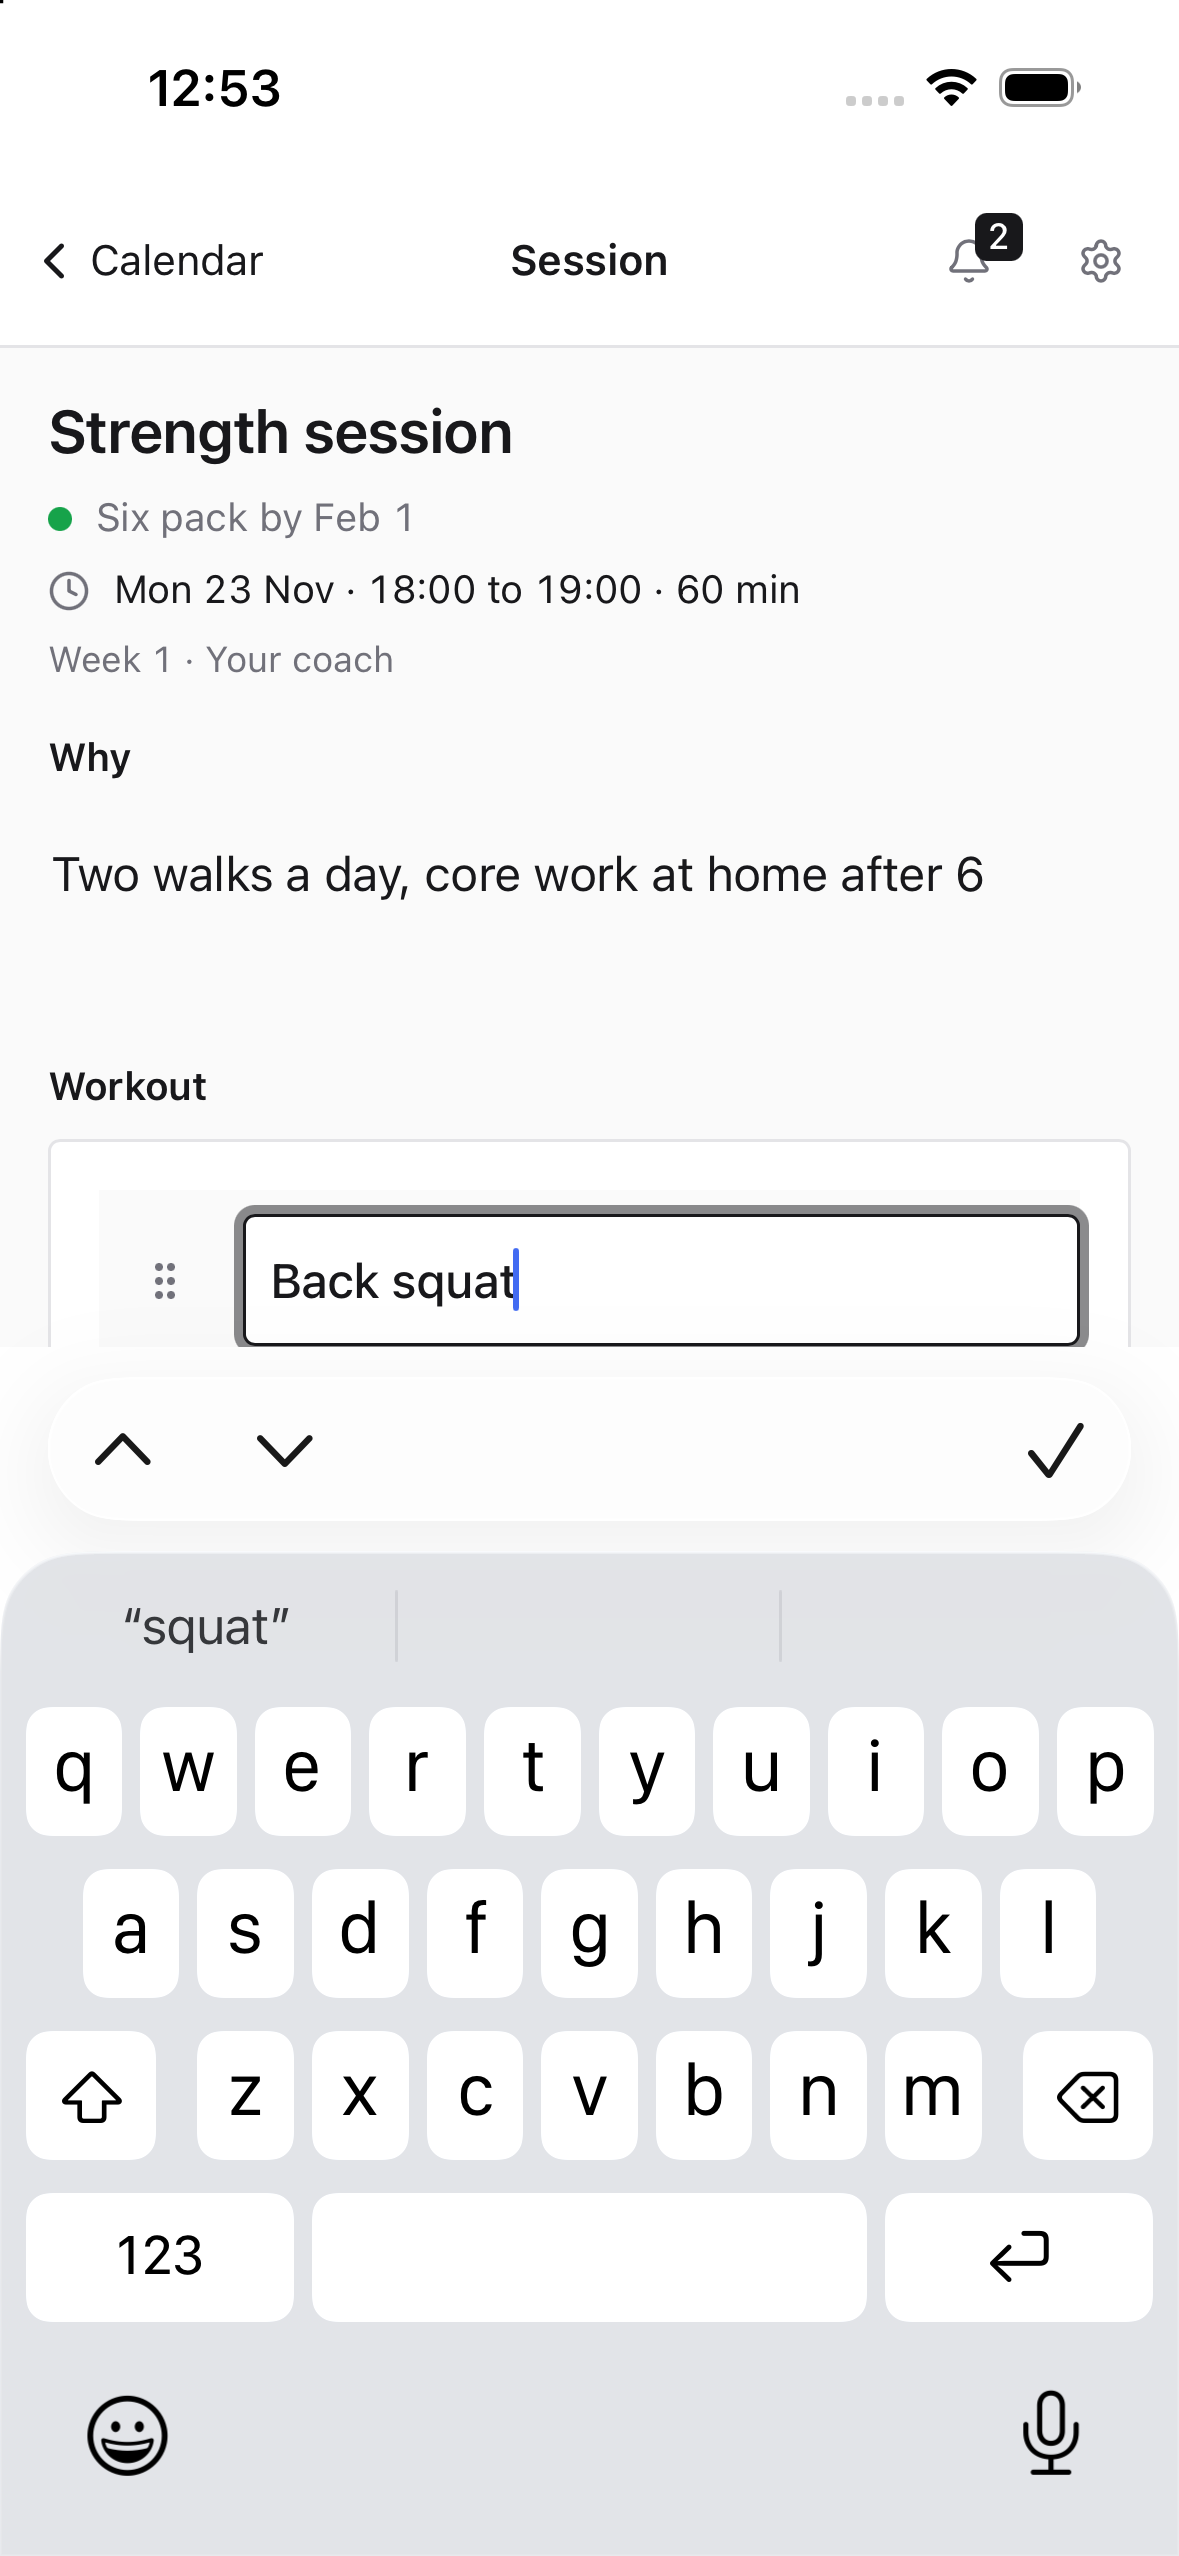 12:53
Calendar
Session
2
Strength session
Six pack by Feb 1
Mon 23 Nov · 18:00 to 19:00 · 60 min
Week 1 · Your coach
Why
Two walks a day, core work at home after 6
Workout
Back squat
“squat”
q w e r t y u i o p
a s d f g h j k l
z x c v b n m
123